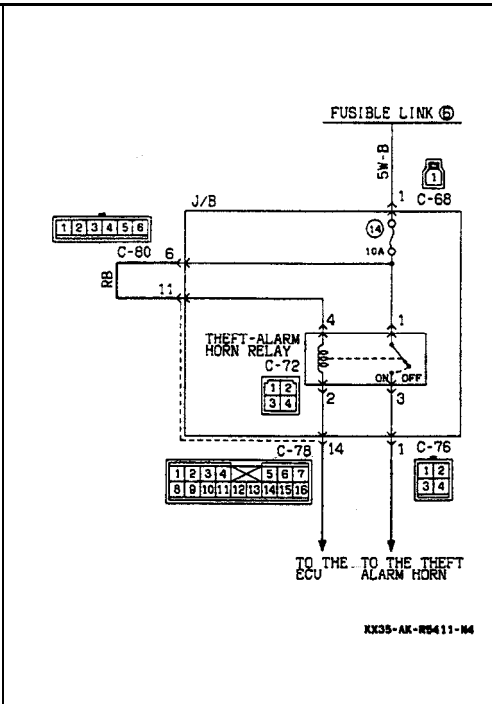 FUSIBLE LINK ⑥
5W-B
1
1 C-68
J/B
14
10A
1 2 3 4 5 6
C-80 6
RB
11
4 1
THEFT-ALARM
HORN RELAY
C-72
1 2
3 4
ON OFF
2 3
C-78 14 1 C-76
1 2 3 4 5 6 7
8 9 10 11 12 13 14 15 16
1 2
3 4
TO THE TO THE THEFT
ECU ALARM HORN
KX35-AK-R5411-N4